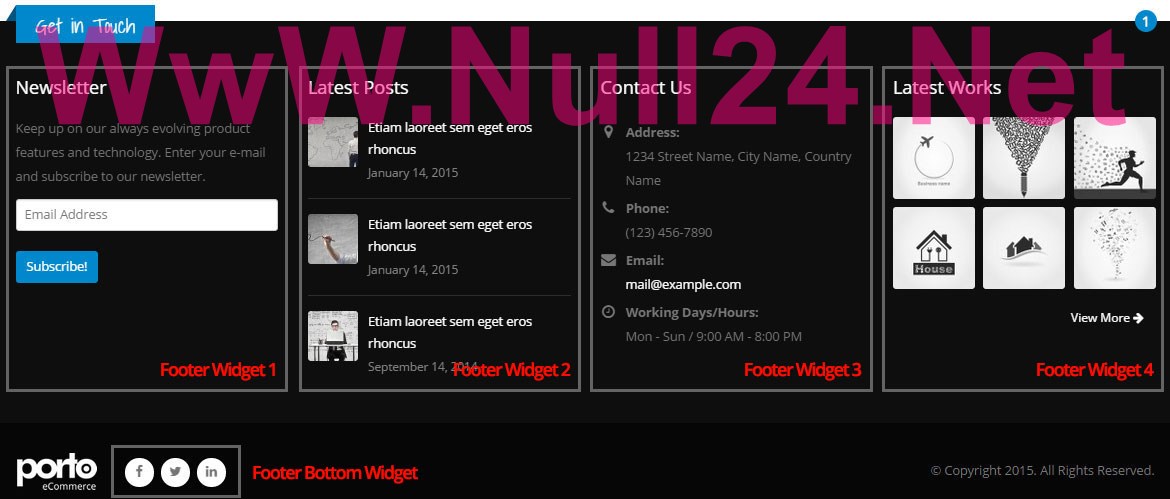 Get in Touch
1
WwW.Null24.Net
Newsletter
Keep up on our always evolving product
features and technology. Enter your e-mail
and subscribe to our newsletter.
Email Address
Subscribe!
Footer Widget 1
Latest Posts
Etiam laoreet sem eget eros
rhoncus
January 14, 2015
Etiam laoreet sem eget eros
rhoncus
January 14, 2015
Etiam laoreet sem eget eros
rhoncus
September 14, 2014
Footer Widget 2
Contact Us
Address:
1234 Street Name, City Name, Country
Name
Phone:
(123) 456-7890
Email:
mail@example.com
Working Days/Hours:
Mon - Sun / 9:00 AM - 8:00 PM
Footer Widget 3
Latest Works
Business name
House
View More
Footer Widget 4
porto
eCommerce
f
in
Footer Bottom Widget
© Copyright 2015. All Rights Reserved.